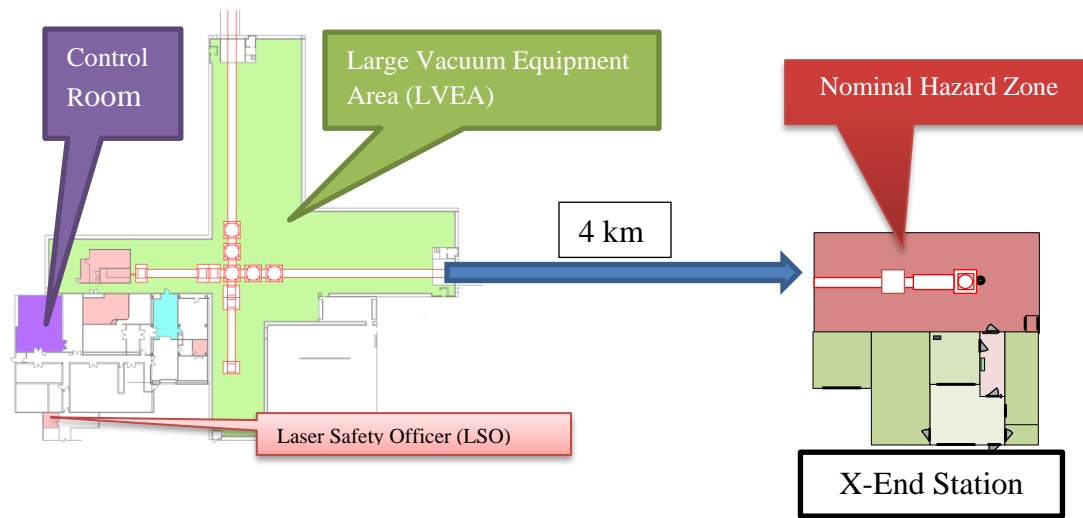 Control
Room
Large Vacuum Equipment
Area (LVEA)
Nominal Hazard Zone
4 km
Laser Safety Officer (LSO)
X-End Station